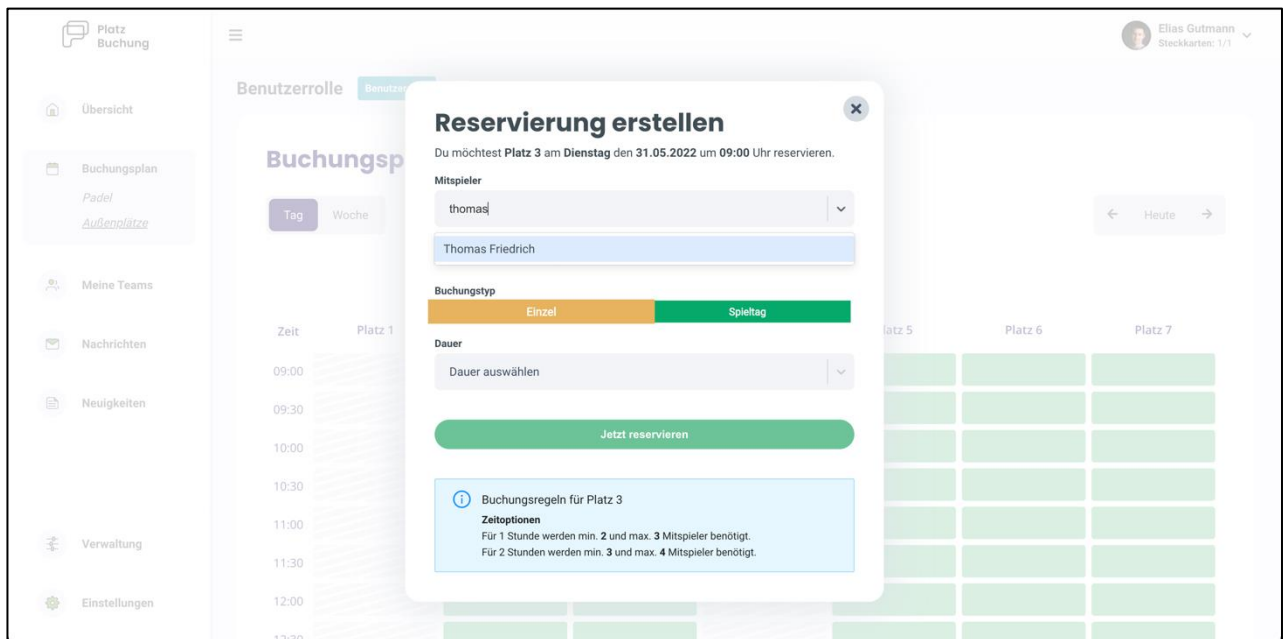 Platz
Buchung
Elias Gutmann
Steckkarten: 1/1
Benutzerrolle
Übersicht
Buchungsplan
Padel
Außenplätze
Meine Teams
Nachrichten
Neuigkeiten
Verwaltung
Einstellungen
Tag Woche
Heute
Reservierung erstellen
Du möchtest Platz 3 am Dienstag den 31.05.2022 um 09:00 Uhr reservieren.
Mitspieler
thomas
Thomas Friedrich
Buchungstyp
Einzel Spieltag
Dauer
Dauer auswählen
Jetzt reservieren
Buchungsregeln für Platz 3
Zeitoptionen
Für 1 Stunde werden min. 2 und max. 3 Mitspieler benötigt.
Für 2 Stunden werden min. 3 und max. 4 Mitspieler benötigt.
Zeit Platz 1 Platz 6 Platz 7
09:00
09:30
10:00
10:30
11:00
11:30
12:00
12:30